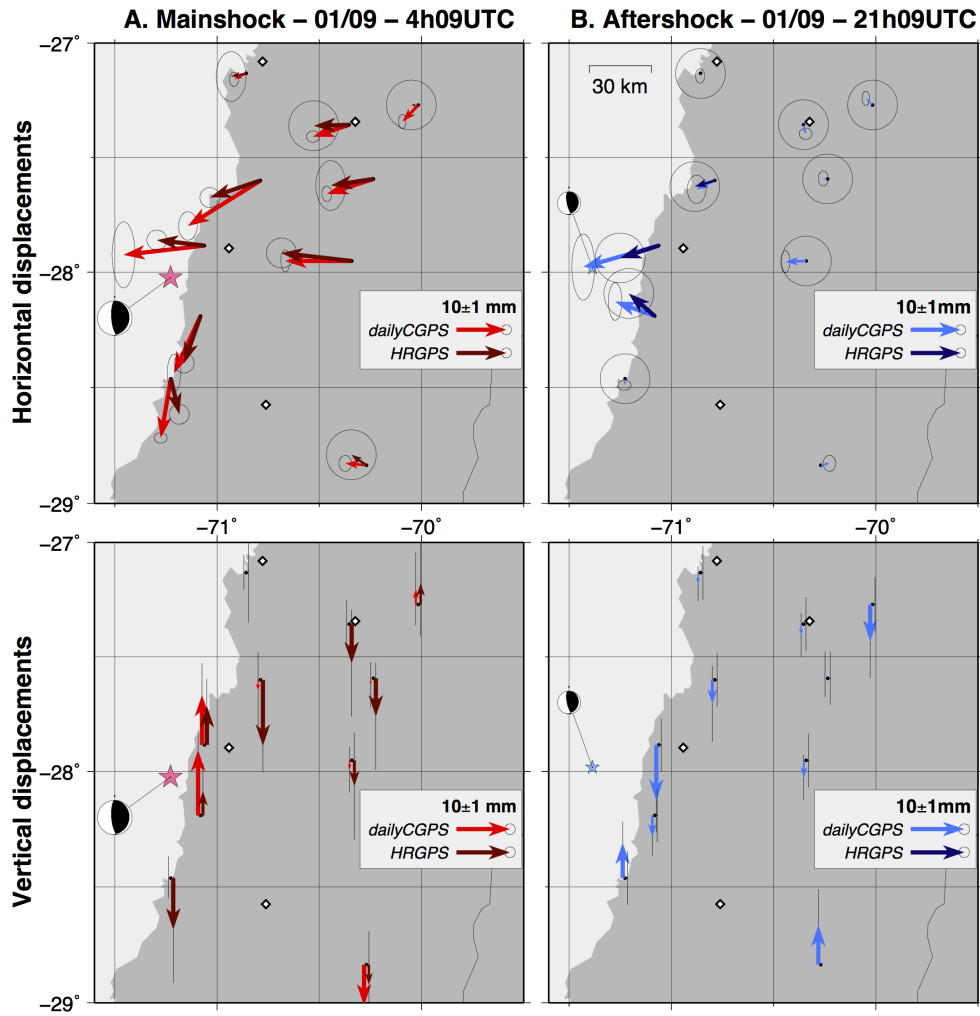 A. Mainshock – 01/09 – 4h09UTC
B. Aftershock – 01/09 – 21h09UTC
Horizontal displacements
−27˚
−28˚
−29˚
30 km
10±1 mm
dailyCGPS
HRGPS
10±1mm
dailyCGPS
HRGPS
−71˚
−70˚
−71˚
−70˚
Vertical displacements
−27˚
−28˚
−29˚
10±1 mm
dailyCGPS
HRGPS
10±1mm
dailyCGPS
HRGPS